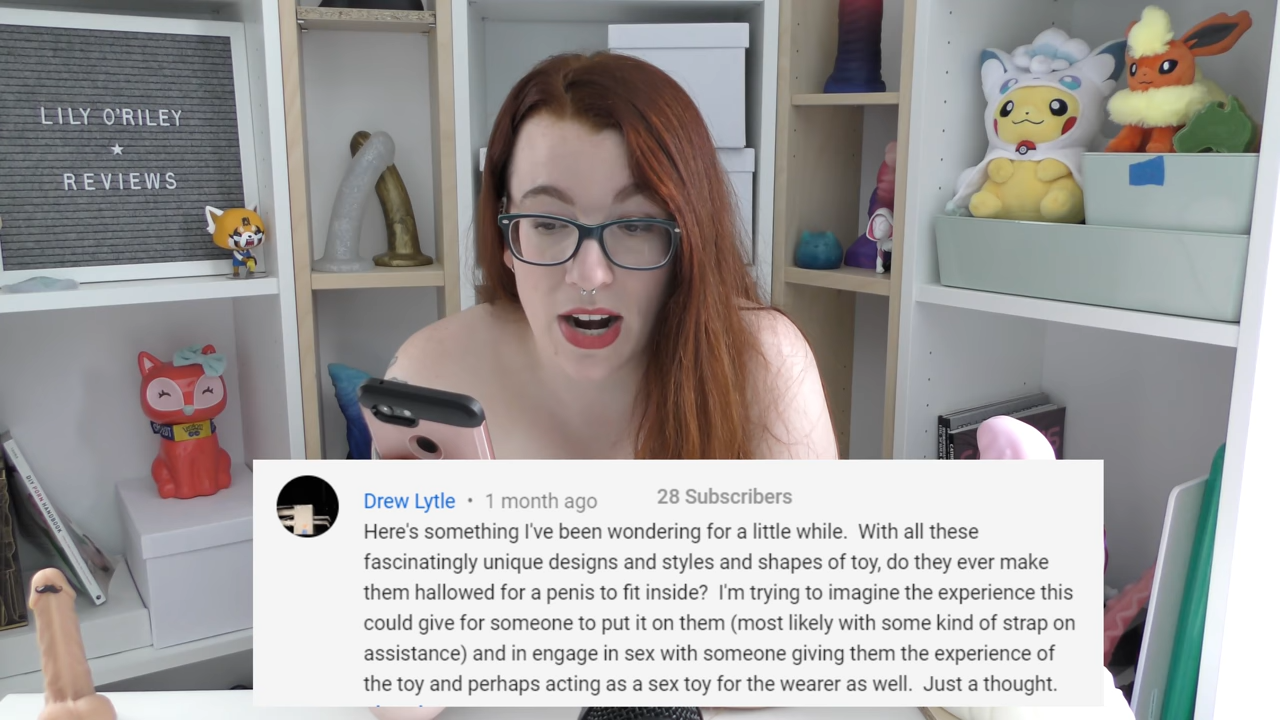 LILY O'RILEY
★
REVIEWS
DIY PORN HANDBOOK
Drew Lytle • 1 month ago 28 Subscribers
Here's something I've been wondering for a little while. With all these
fascinatingly unique designs and styles and shapes of toy, do they ever make
them hallowed for a penis to fit inside? I'm trying to imagine the experience this
could give for someone to put it on them (most likely with some kind of strap on
assistance) and in engage in sex with someone giving them the experience of
the toy and perhaps acting as a sex toy for the wearer as well. Just a thought.